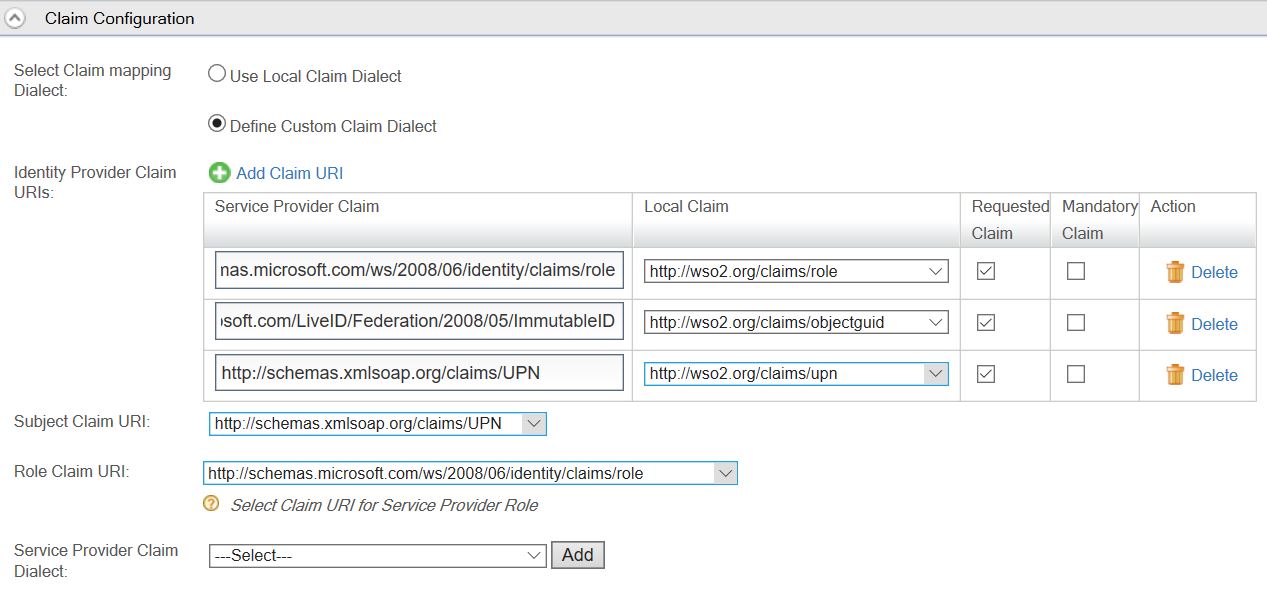 Claim Configuration
Select Claim mapping
Dialect:
Use Local Claim Dialect
Define Custom Claim Dialect
Identity Provider Claim
URIs:
Add Claim URI
Service Provider Claim
Local Claim
Requested
Claim
Mandatory
Claim
Action
mas.microsoft.com/ws/2008/06/identity/claims/role
http://wso2.org/claims/role
Delete
osoft.com/LiveID/Federation/2008/05/ImmutableID
http://wso2.org/claims/objectguid
Delete
http://schemas.xmlsoap.org/claims/UPN
http://wso2.org/claims/upn
Delete
Subject Claim URI:
http://schemas.xmlsoap.org/claims/UPN
Role Claim URI:
http://schemas.microsoft.com/ws/2008/06/identity/claims/role
Select Claim URI for Service Provider Role
Service Provider Claim
Dialect:
---Select---
Add